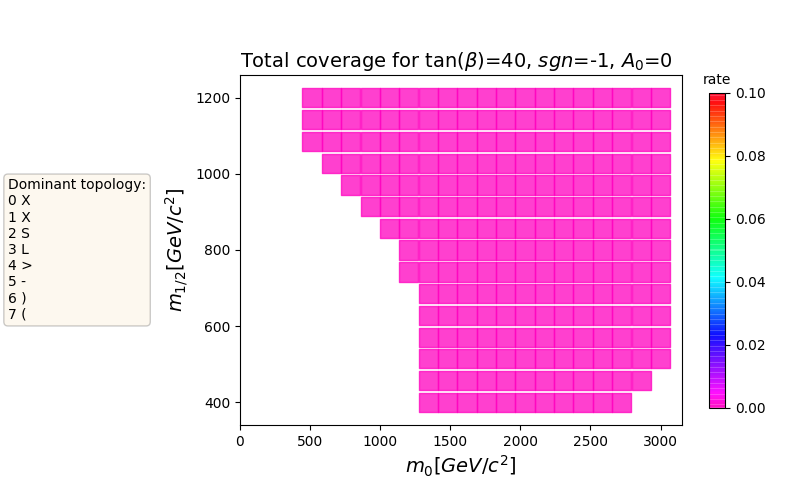 Total coverage for tan(β)=40, sgn=-1, A₀=0
rate
Dominant topology:
0 X
1 X
2 S
3 L
4 >
5 -
6 )
7 (
m₁/₂[GeV/c²]
1200
1000
800
600
400
0 500 1000 1500 2000 2500 3000
m₀[GeV/c²]
0.10
0.08
0.06
0.04
0.02
0.00